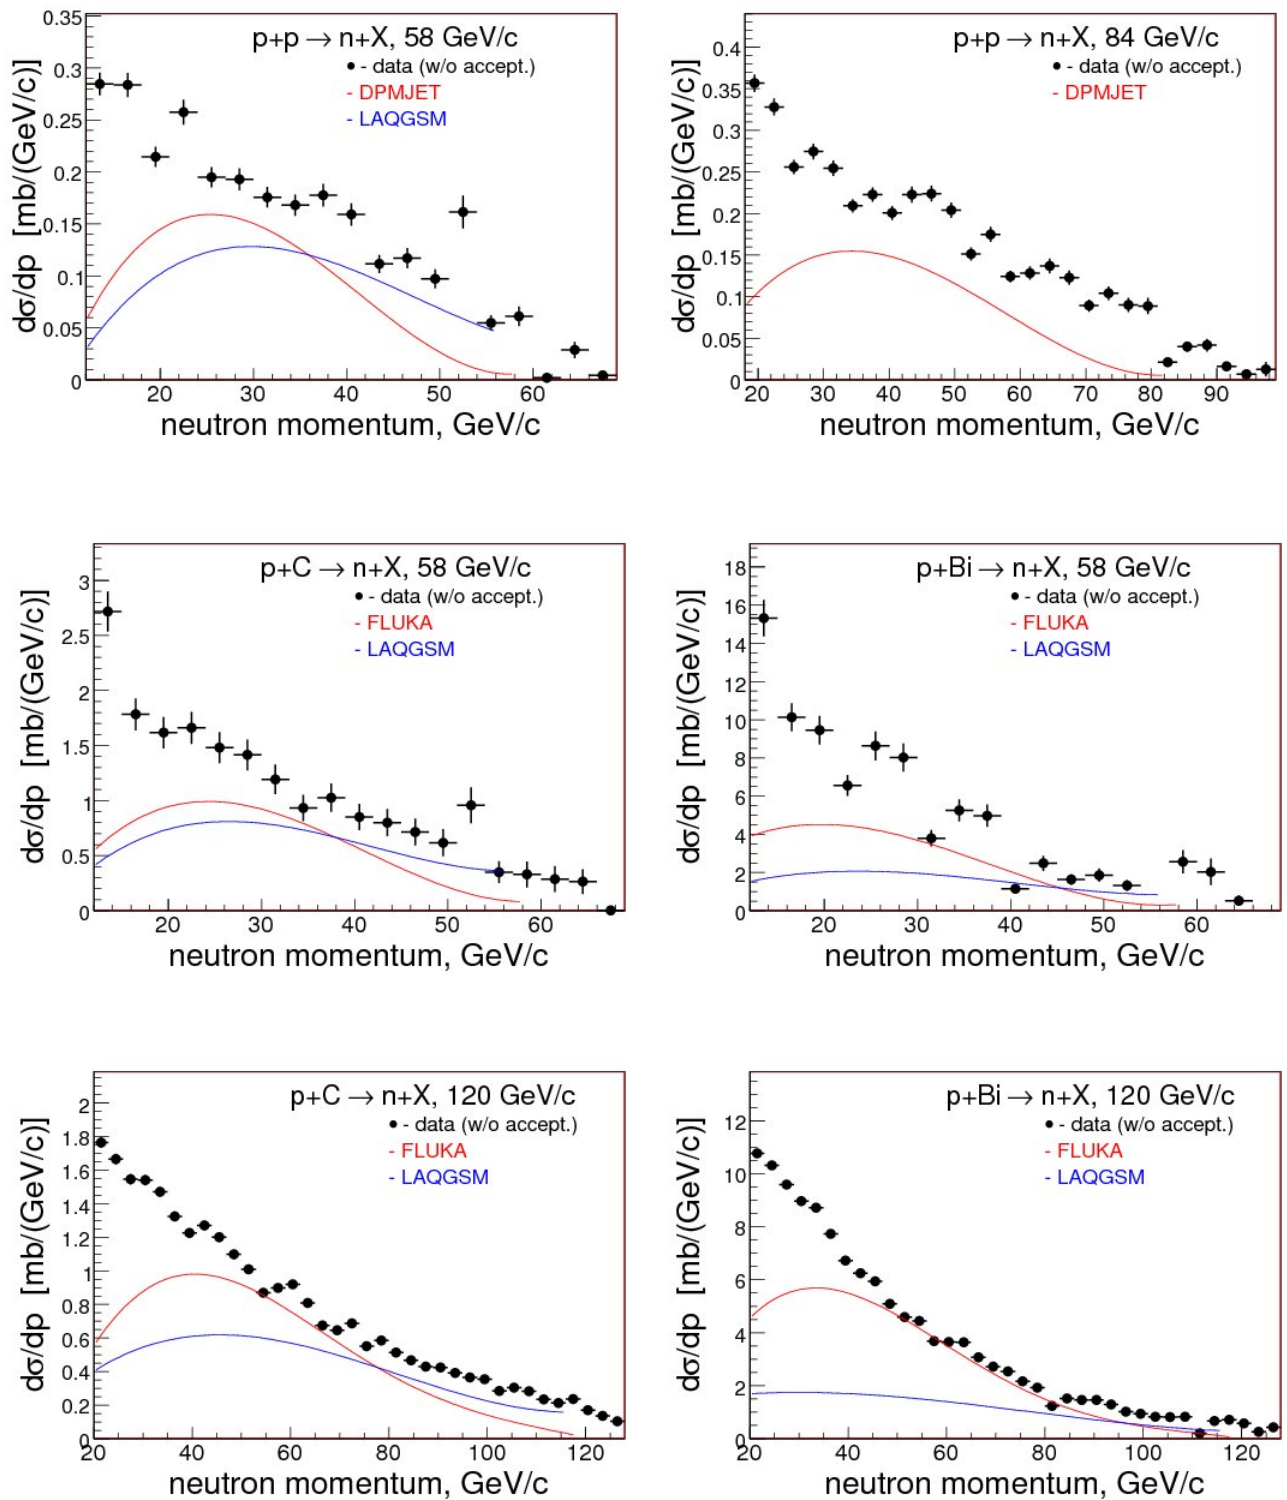 p+p → n+X, 58 GeV/c
● - data (w/o accept.)
- DPMJET
- LAQGSM
dσ/dp [mb/(GeV/c)]
0.35
0.3
0.25
0.2
0.15
0.1
0.05
0
20 30 40 50 60
neutron momentum, GeV/c
p+p → n+X, 84 GeV/c
● - data (w/o accept.)
- DPMJET
dσ/dp [mb/(GeV/c)]
0.4
0.35
0.3
0.25
0.2
0.15
0.1
0.05
0
20 30 40 50 60 70 80 90
neutron momentum, GeV/c
p+C → n+X, 58 GeV/c
● - data (w/o accept.)
- FLUKA
- LAQGSM
dσ/dp [mb/(GeV/c)]
3
2.5
2
1.5
1
0.5
0
20 30 40 50 60
neutron momentum, GeV/c
p+Bi → n+X, 58 GeV/c
● - data (w/o accept.)
- FLUKA
- LAQGSM
dσ/dp [mb/(GeV/c)]
18
16
14
12
10
8
6
4
2
0
20 30 40 50 60
neutron momentum, GeV/c
p+C → n+X, 120 GeV/c
● - data (w/o accept.)
- FLUKA
- LAQGSM
dσ/dp [mb/(GeV/c)]
2
1.8
1.6
1.4
1.2
1
0.8
0.6
0.4
0.2
0
20 40 60 80 100 120
neutron momentum, GeV/c
p+Bi → n+X, 120 GeV/c
● - data (w/o accept.)
- FLUKA
- LAQGSM
dσ/dp [mb/(GeV/c)]
12
10
8
6
4
2
0
20 40 60 80 100 120
neutron momentum, GeV/c